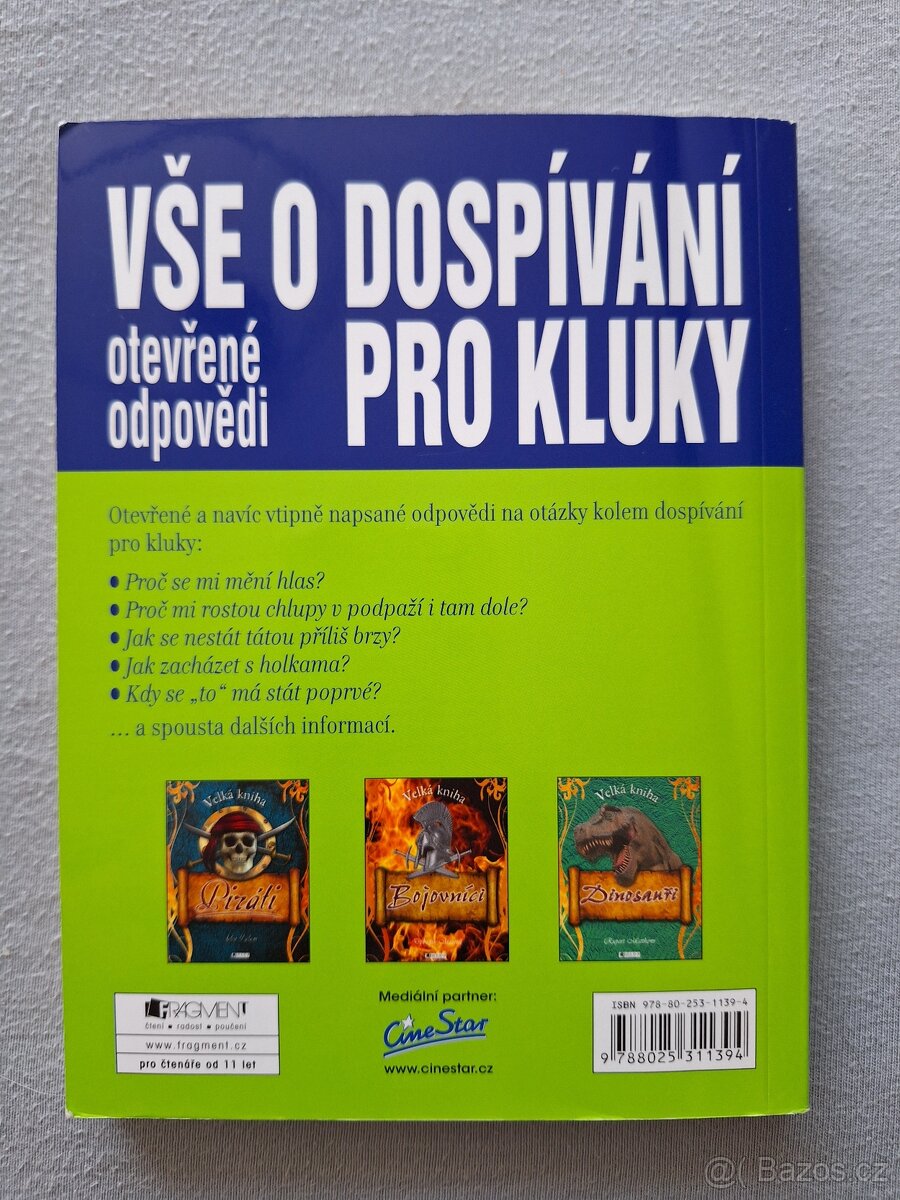 VŠE O DOSPÍVÁNÍ
otevřené
odpovědi
PRO KLUKY
Otevřené a navíc vtipně napsané odpovědi na otázky kolem dospívání
pro kluky:
• Proč se mi mění hlas?
• Proč mi rostou chlupy v podpaží i tam dole?
• Jak se nestát tátou příliš brzy?
• Jak zacházet s holkama?
• Kdy se „to“ má stát poprvé?
... a spousta dalších informací.
Velká kniha
Piráti
Velká kniha
Bojovníci
Velká kniha
Dinosauři
Rupert Matthews
FRAGMENT
čtení ▪ radost ▪ poučení
www.fragment.cz
pro čtenáře od 11 let
Mediální partner:
CineStar
www.cinestar.cz
ISBN 978-80-253-1139-4
9 788025 311394
@( Bazos.cz